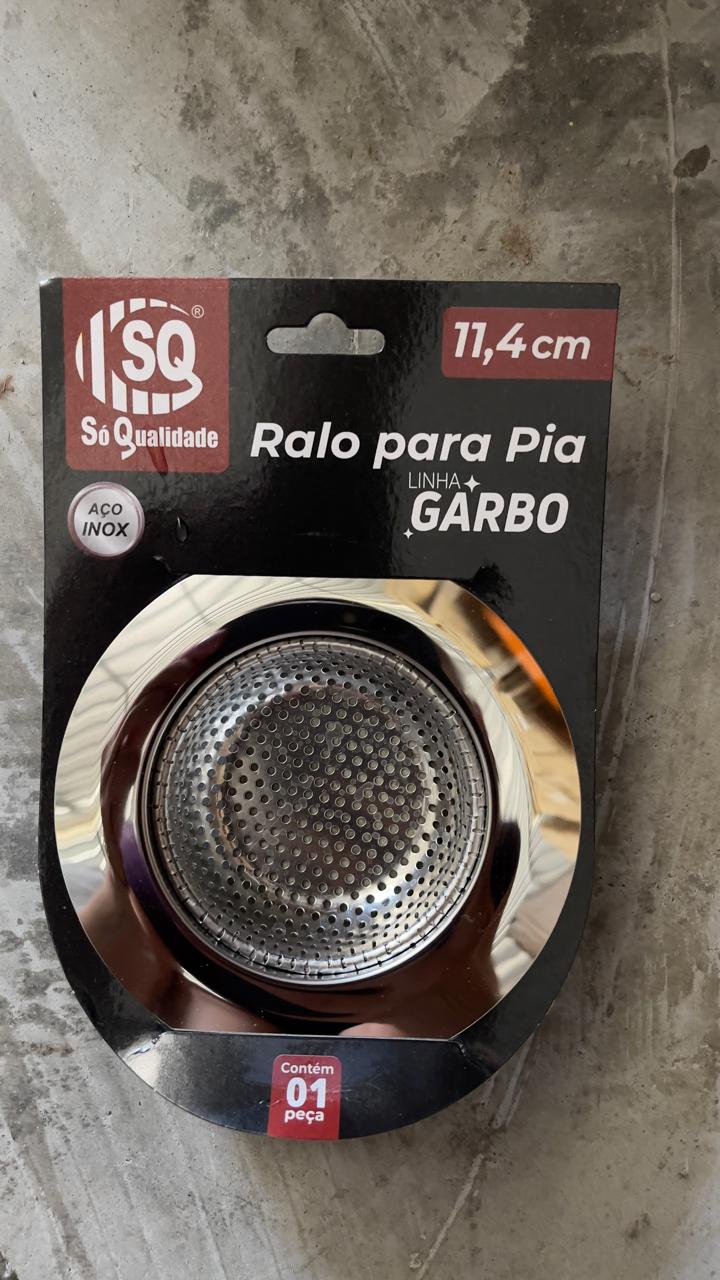 SQ®
Só Qualidade
11,4 cm
Ralo para Pia
LINHA
GARBO
AÇO
INOX
Contém
01
peça